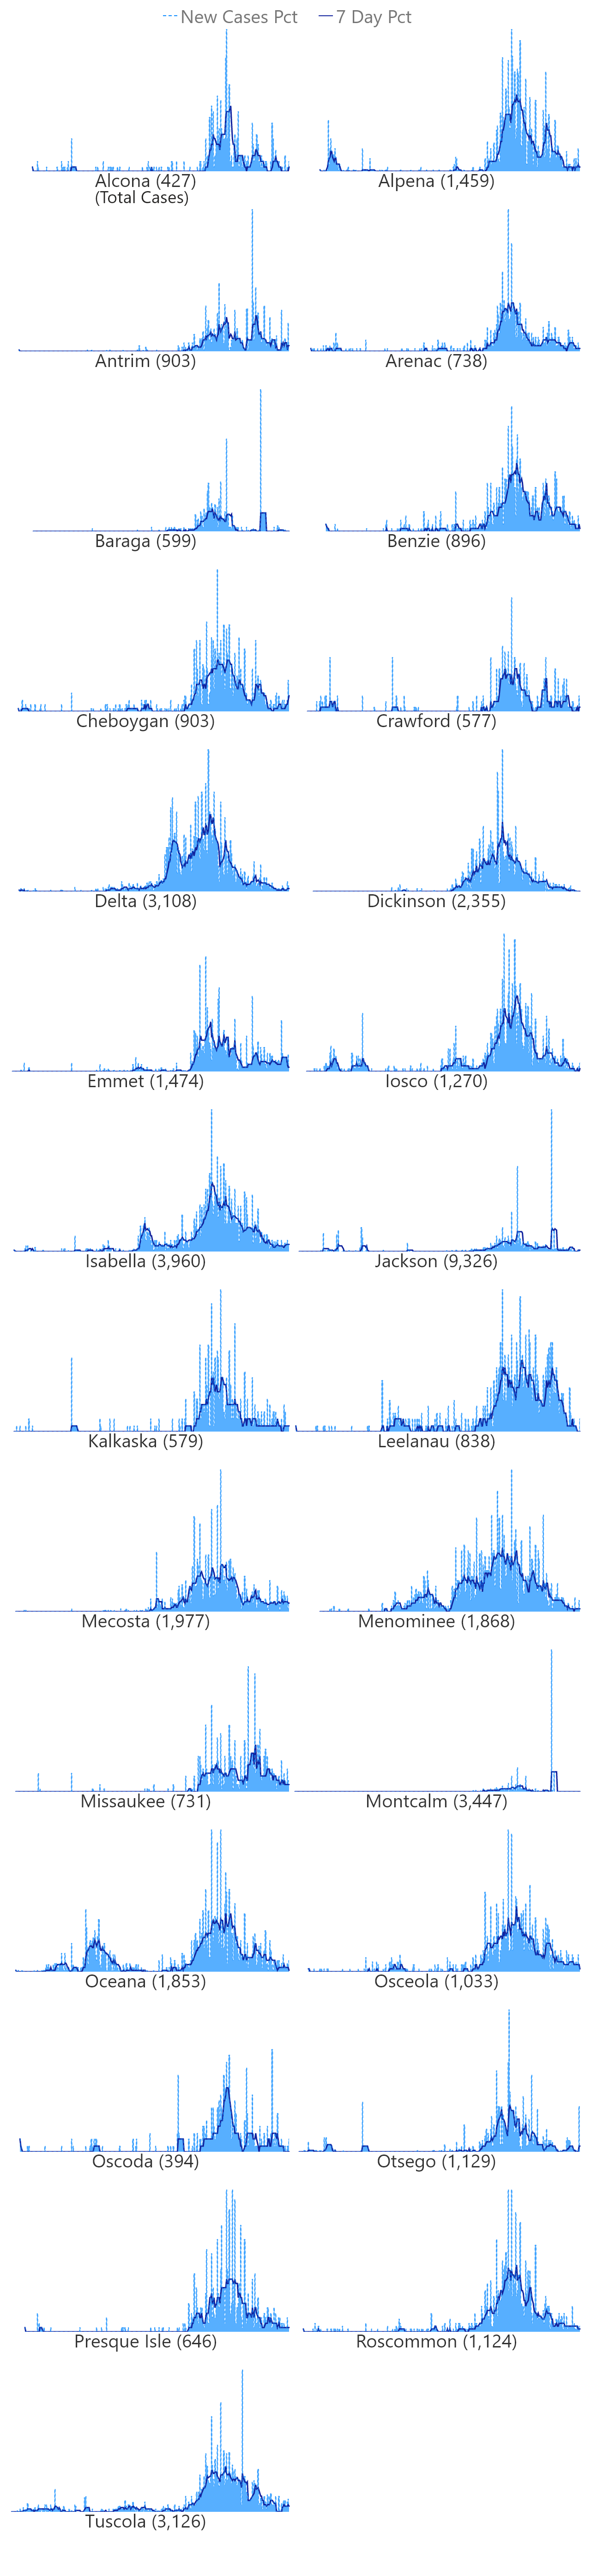 New Cases Pct 7 Day Pct
Alcona (427) Alpena (1,459)
(Total Cases)
Antrim (903) Arenac (738)
Baraga (599) Benzie (896)
Cheboygan (903) Crawford (577)
Delta (3,108) Dickinson (2,355)
Emmet (1,474) Iosco (1,270)
Isabella (3,960) Jackson (9,326)
Kalkaska (579) Leelanau (838)
Mecosta (1,977) Menominee (1,868)
Missaukee (731) Montcalm (3,447)
Oceana (1,853) Osceola (1,033)
Oscoda (394) Otsego (1,129)
Presque Isle (646) Roscommon (1,124)
Tuscola (3,126)